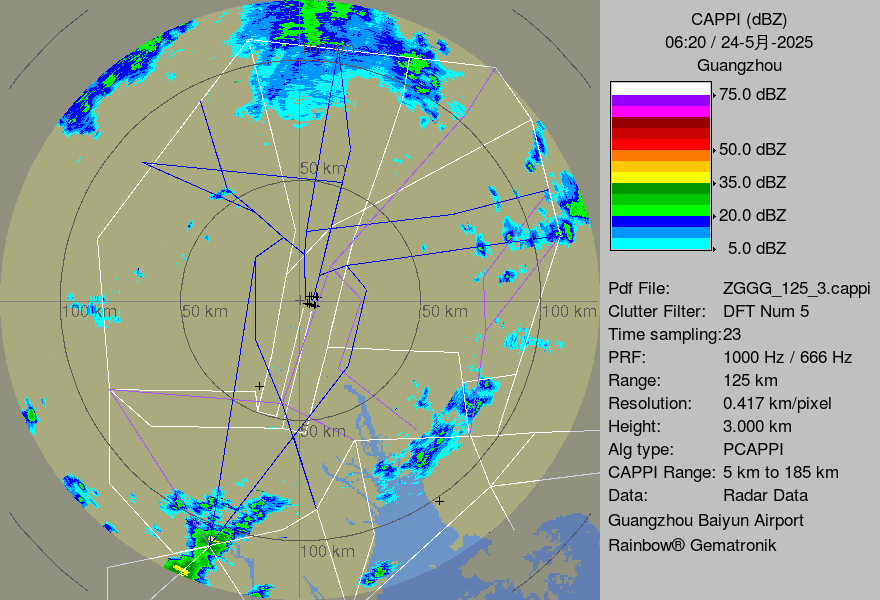 CAPPI (dBZ)
06:20 / 24-5月-2025
Guangzhou
75.0 dBZ
50.0 dBZ
35.0 dBZ
20.0 dBZ
5.0 dBZ
Pdf File: ZGGG_125_3.cappi
Clutter Filter: DFT Num 5
Time sampling:23
PRF: 1000 Hz / 666 Hz
Range: 125 km
Resolution: 0.417 km/pixel
Height: 3.000 km
Alg type: PCAPPI
CAPPI Range: 5 km to 185 km
Data: Radar Data
Guangzhou Baiyun Airport
Rainbow® Gematronik
50 km
100 km
50 km
50 km
100 km
50 km
100 km